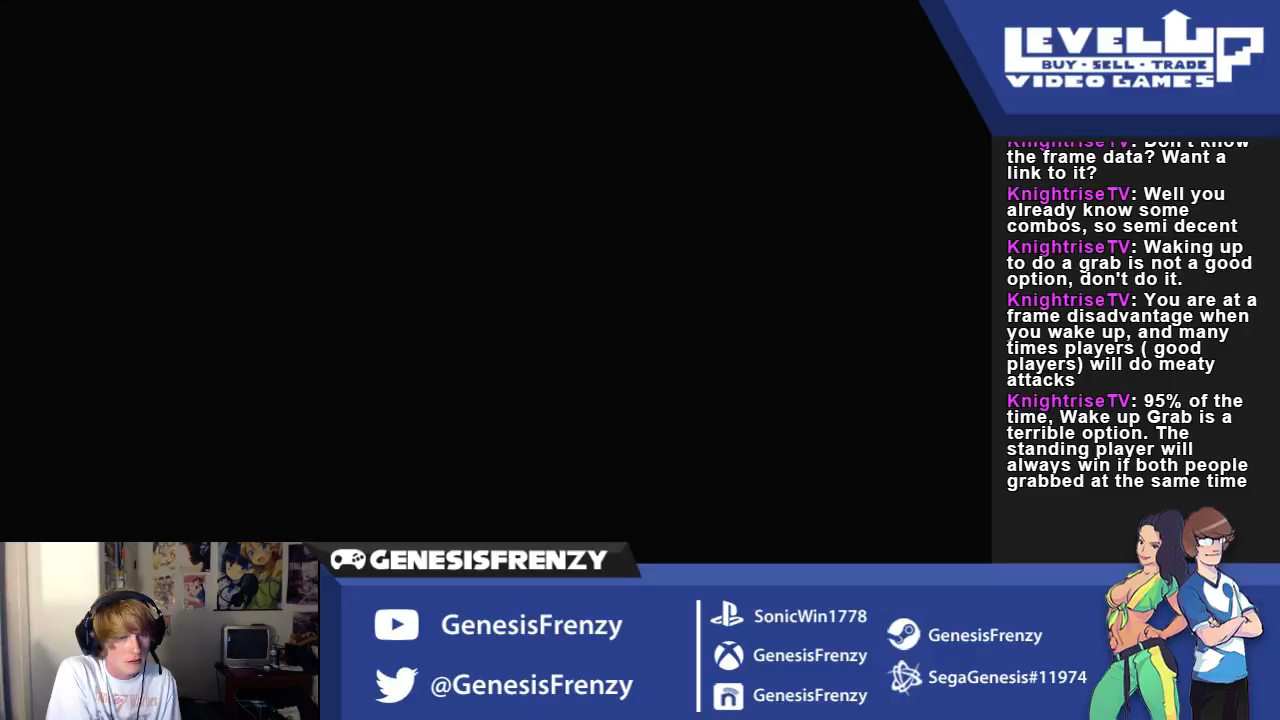 LEVEL UP
BUY • SELL • TRADE
VIDEO GAMES
KnightriseTV: Don't know
the frame data? Want a
link to it?
KnightriseTV: Well you
already know some
combos, so semi decent
KnightriseTV: Waking up
to do a grab is not a good
option, don't do it.
KnightriseTV: You are at a
frame disadvantage when
you wake up, and many
times players ( good
players) will do meaty
attacks
KnightriseTV: 95% of the
time, Wake up Grab is a
terrible option. The
standing player will
always win if both people
grabbed at the same time
GENESISFRENZY
GenesisFrenzy
@GenesisFrenzy
SonicWin1778
GenesisFrenzy
GenesisFrenzy
GenesisFrenzy
SegaGenesis#11974